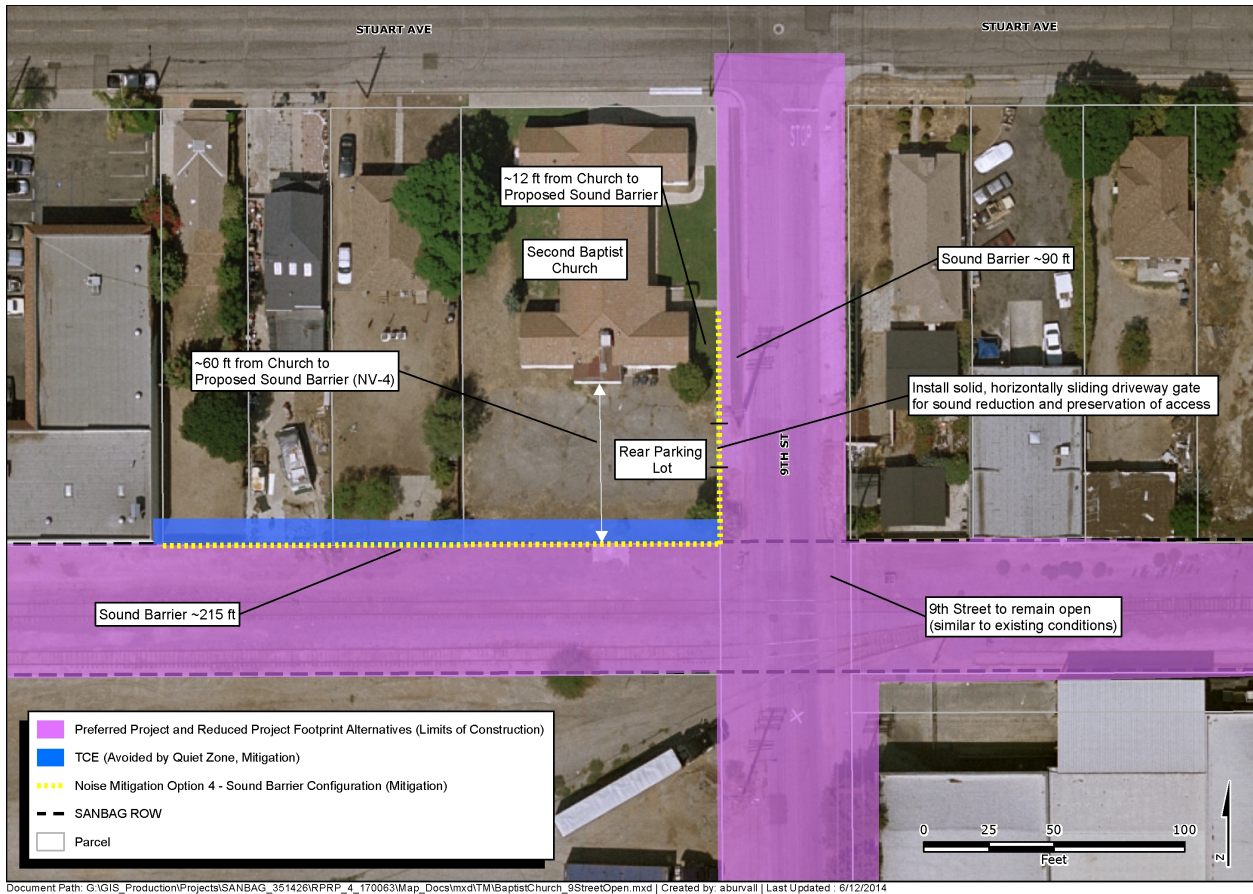 STUART AVE
STUART AVE
STOP
~12 ft from Church to
Proposed Sound Barrier
Second Baptist
Church
Sound Barrier ~90 ft
~60 ft from Church to
Proposed Sound Barrier (NV-4)
Install solid, horizontally sliding driveway gate
for sound reduction and preservation of access
Rear Parking
Lot
9TH ST
Sound Barrier ~215 ft
9th Street to remain open
(similar to existing conditions)
Preferred Project and Reduced Project Footprint Alternatives (Limits of Construction)
TCE (Avoided by Quiet Zone, Mitigation)
Noise Mitigation Option 4 - Sound Barrier Configuration (Mitigation)
SANBAG ROW
Parcel
0 25 50 100
Feet
N
Document Path: G:\GIS_Production\Projects\SANBAG_351426\RPRP_4_170063\Map_Docs\mxd\TM\BaptistChurch_9StreetOpen.mxd | Created by: aburvall | Last Updated : 6/12/2014